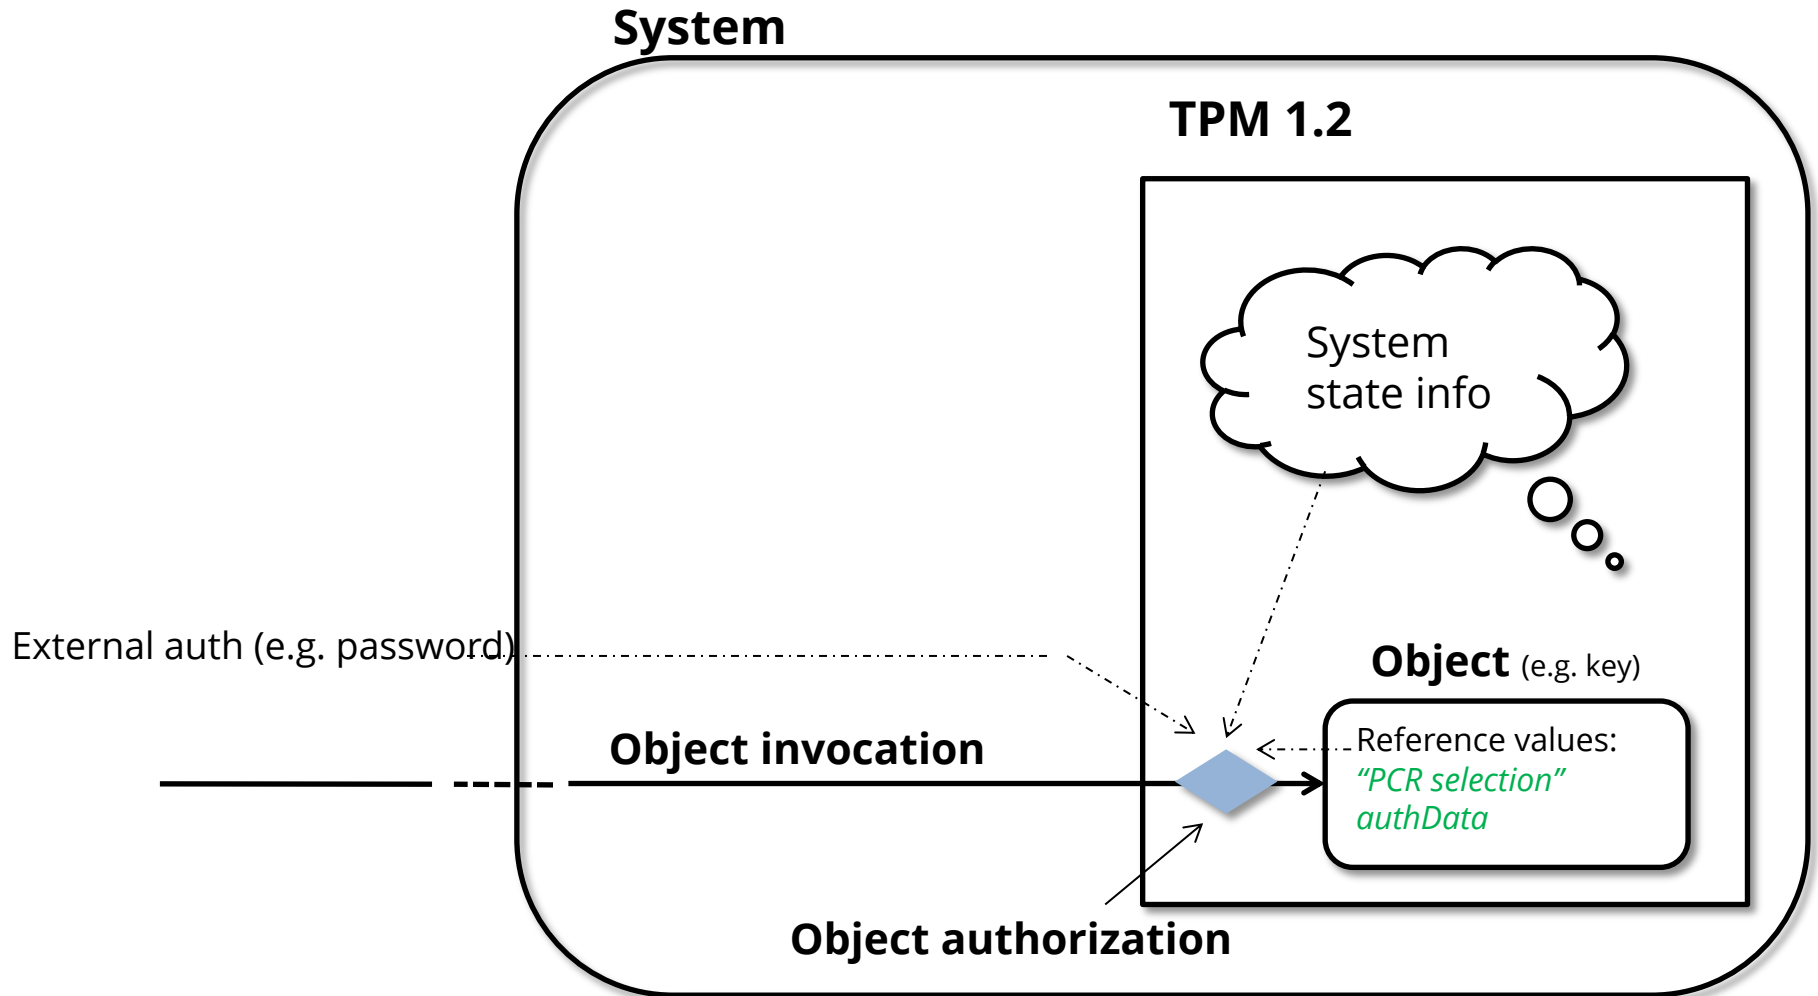 System
TPM 1.2
System
state info
External auth (e.g. password)
Object (e.g. key)
Object invocation
Reference values:
“PCR selection”
authData
Object authorization